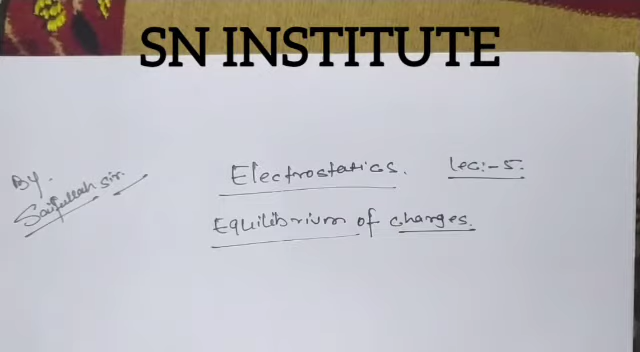 SN INSTITUTE
By.
Saifullah sir.
Electrostatics. Lec:-5.
Equilibrium of charges.